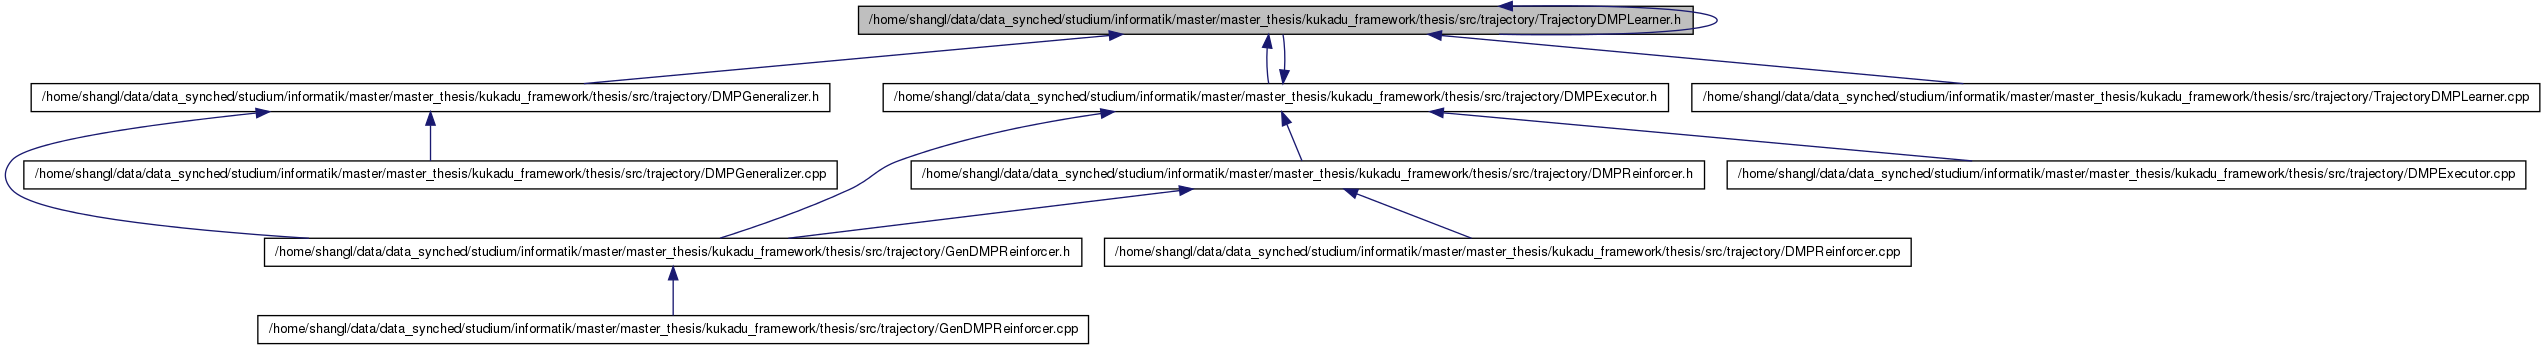 /home/shangl/data/data_synched/studium/informatik/master/master_thesis/kukadu_framework/thesis/src/trajectory/TrajectoryDMPLearner.h
/home/shangl/data/data_synched/studium/informatik/master/master_thesis/kukadu_framework/thesis/src/trajectory/DMPGeneralizer.h
/home/shangl/data/data_synched/studium/informatik/master/master_thesis/kukadu_framework/thesis/src/trajectory/DMPExecutor.h
/home/shangl/data/data_synched/studium/informatik/master/master_thesis/kukadu_framework/thesis/src/trajectory/TrajectoryDMPLearner.cpp
/home/shangl/data/data_synched/studium/informatik/master/master_thesis/kukadu_framework/thesis/src/trajectory/DMPGeneralizer.cpp
/home/shangl/data/data_synched/studium/informatik/master/master_thesis/kukadu_framework/thesis/src/trajectory/DMPReinforcer.h
/home/shangl/data/data_synched/studium/informatik/master/master_thesis/kukadu_framework/thesis/src/trajectory/DMPExecutor.cpp
/home/shangl/data/data_synched/studium/informatik/master/master_thesis/kukadu_framework/thesis/src/trajectory/GenDMPReinforcer.h
/home/shangl/data/data_synched/studium/informatik/master/master_thesis/kukadu_framework/thesis/src/trajectory/DMPReinforcer.cpp
/home/shangl/data/data_synched/studium/informatik/master/master_thesis/kukadu_framework/thesis/src/trajectory/GenDMPReinforcer.cpp